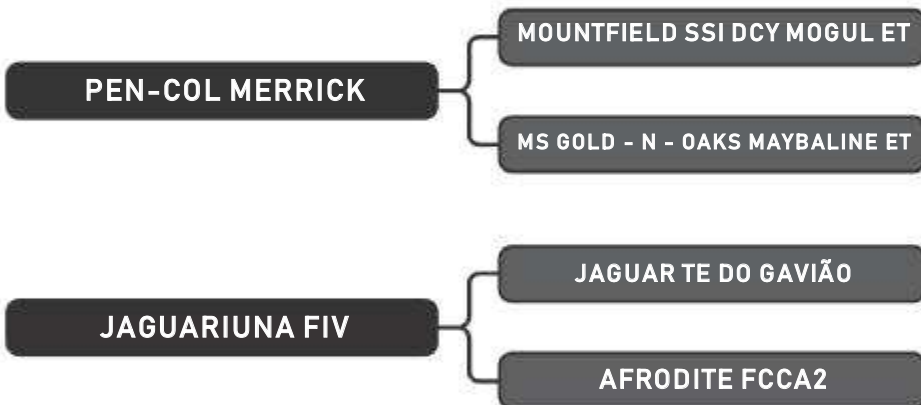 PEN-COL MERRICK
MOUNTFIELD SSI DCY MOGUL ET
MS GOLD - N - OAKS MAYBALINE ET
JAGUARIUNA FIV
JAGUAR TE DO GAVIÃO
AFRODITE FCCA2